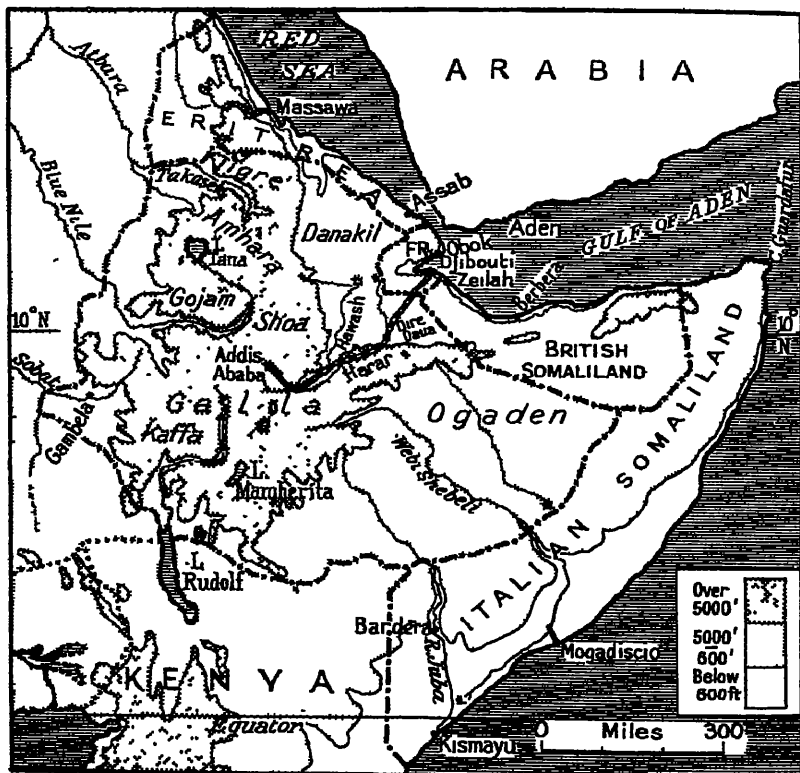 RED
SEA
ARABIA
Atbara
Massawa
ERITREA
Tigre
Takaseh
Blue Nile
Amhara
Assab
Danakil
L.
Tana
FR. Obok
Aden
GULF OF ADEN
C. Guardafui
Djibouti
Zeilah
Berbera
Gojam
Shoa
Hawash
10°N
10°
N
Dire
Daua
Addis
Ababa
Harar
BRITISH
SOMALILAND
Sobat
Gambela
Galla
Ogaden
Kaffa
Webi Shebeli
L.
Margherita
ITALIAN SOMALILAND
L.
Rudolf
Bardera
R. Juba
Mogadiscio
KENYA
Equator
Kismayu
Over
5000'
5000'
600'
Below
600ft
0 Miles 300